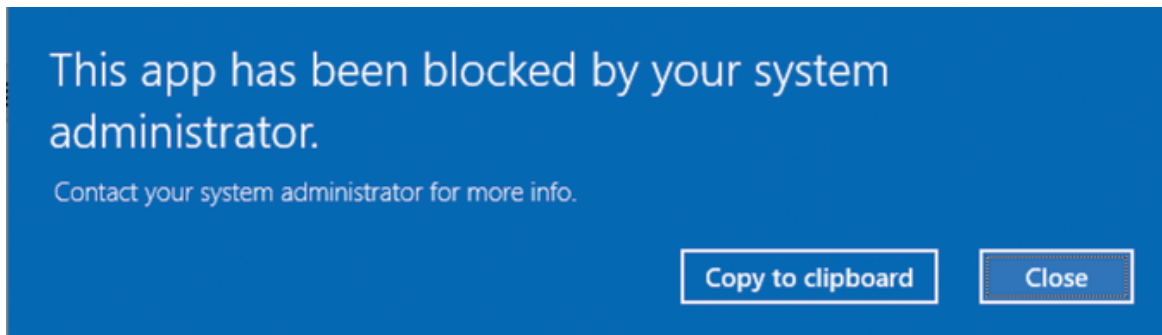 This app has been blocked by your system
administrator.
Contact your system administrator for more info.
Copy to clipboard
Close